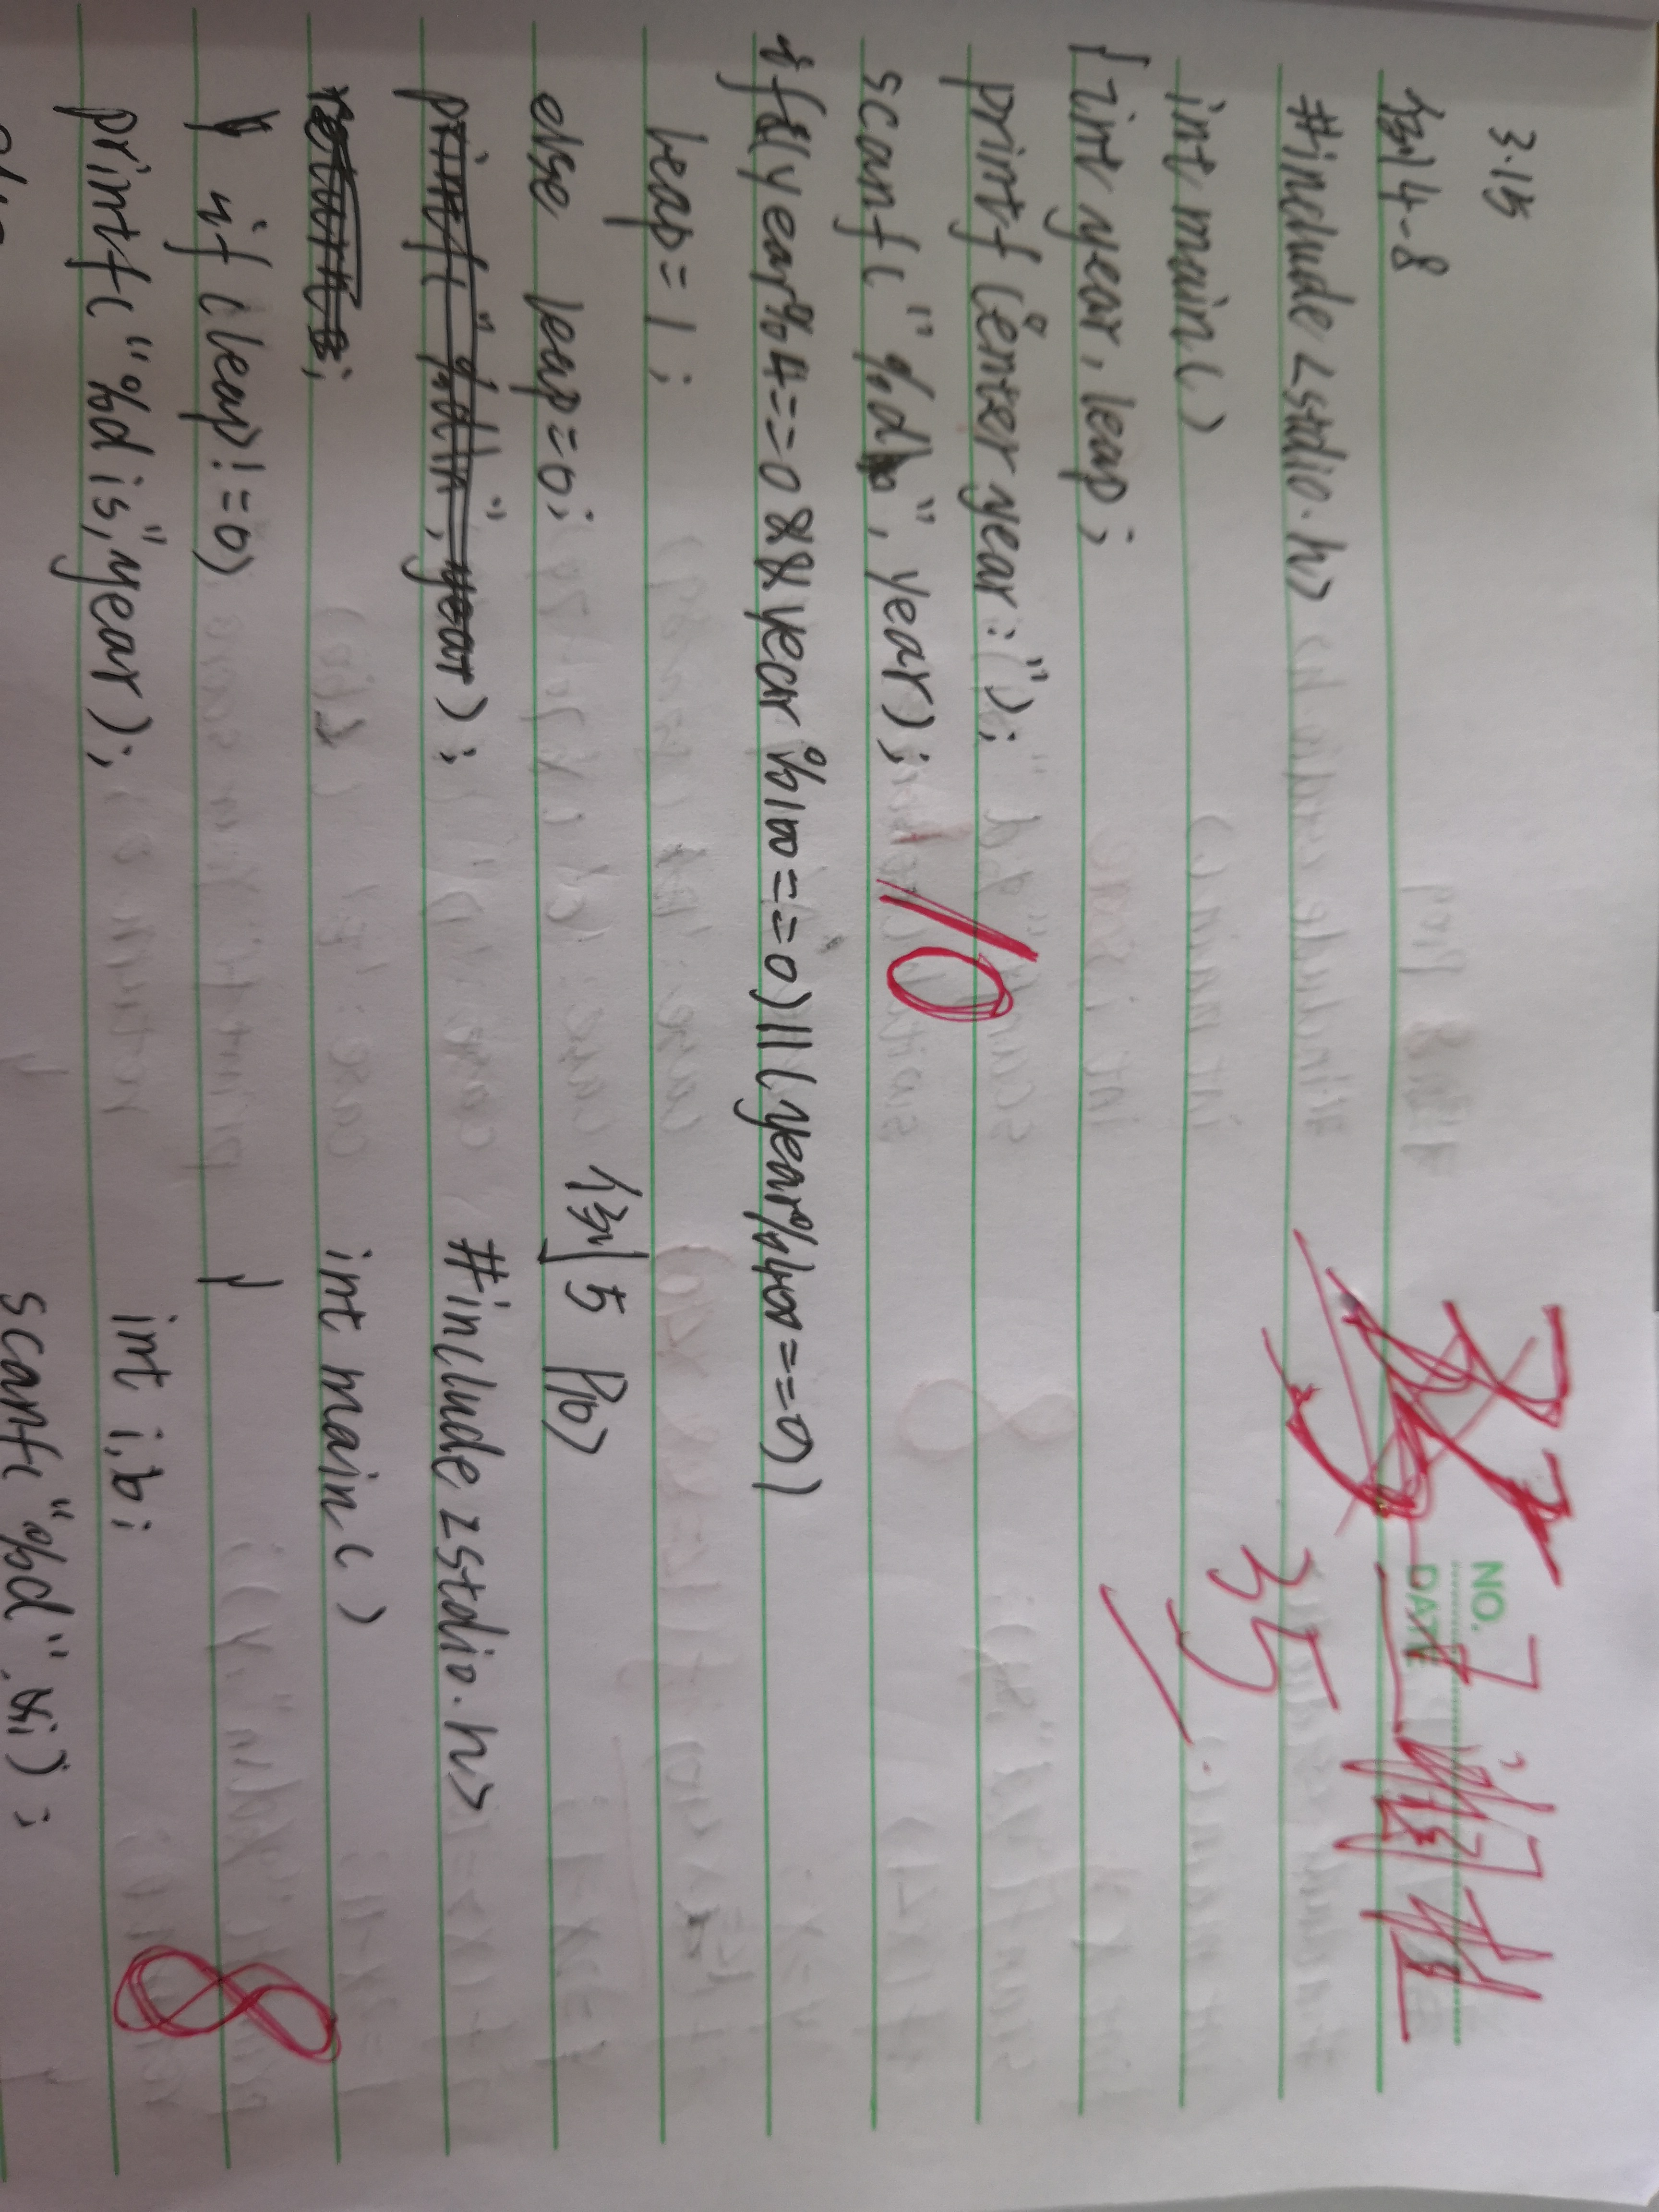 3.15
例4-8
NO.
DATE
#include<stdio.h>
35
int main()
{int year, leap;
printf("enter year:");
scanf("%d", year);
10
if((year%4==0&&year%100==0)||(year%400==0)
leap=1;
else leap=0;
printf("%d\n", year);
;
if(leap!=0)
printf("%d is",year);
例5 P10>
#include<stdio.h>
int main()
{
int i,b;
8
scanf("%d",&i);